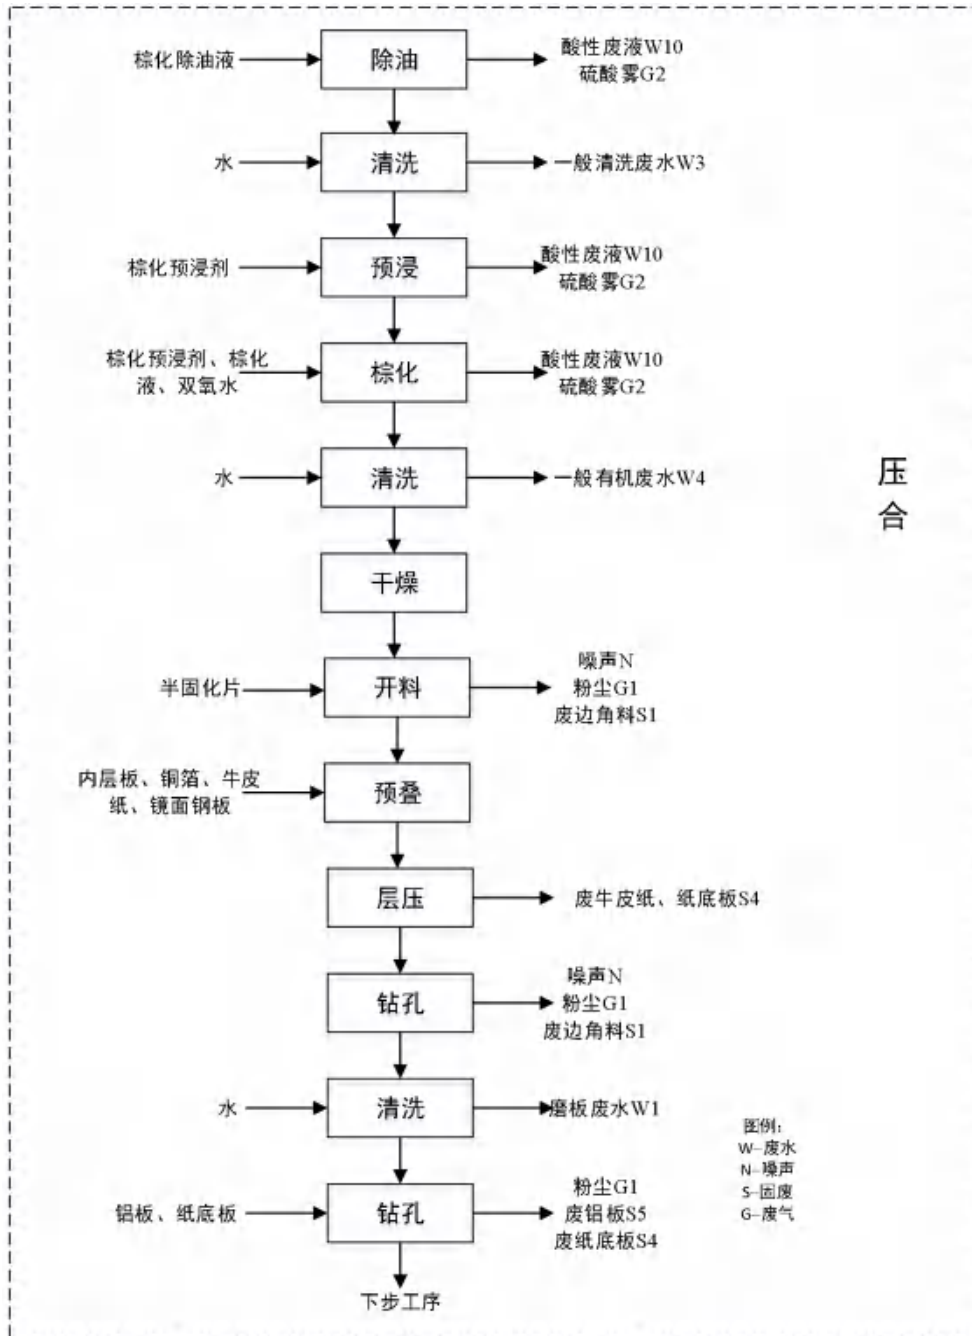 棕化除油液
除油
酸性废液W10
硫酸雾G2
水
清洗
一般清洗废水W3
棕化预浸剂
预浸
酸性废液W10
硫酸雾G2
棕化预浸剂、棕化
液、双氧水
棕化
酸性废液W10
硫酸雾G2
水
清洗
一般有机废水W4
压
合
干燥
半固化片
开料
噪声N
粉尘G1
废边角料S1
内层板、铜箔、牛皮
纸、镜面钢板
预叠
层压
废牛皮纸、纸底板S4
钻孔
噪声N
粉尘G1
废边角料S1
水
清洗
磨板废水W1
图例：
W-废水
N-噪声
S-固废
G-废气
铝板、纸底板
钻孔
粉尘G1
废铝板S5
废纸底板S4
下步工序